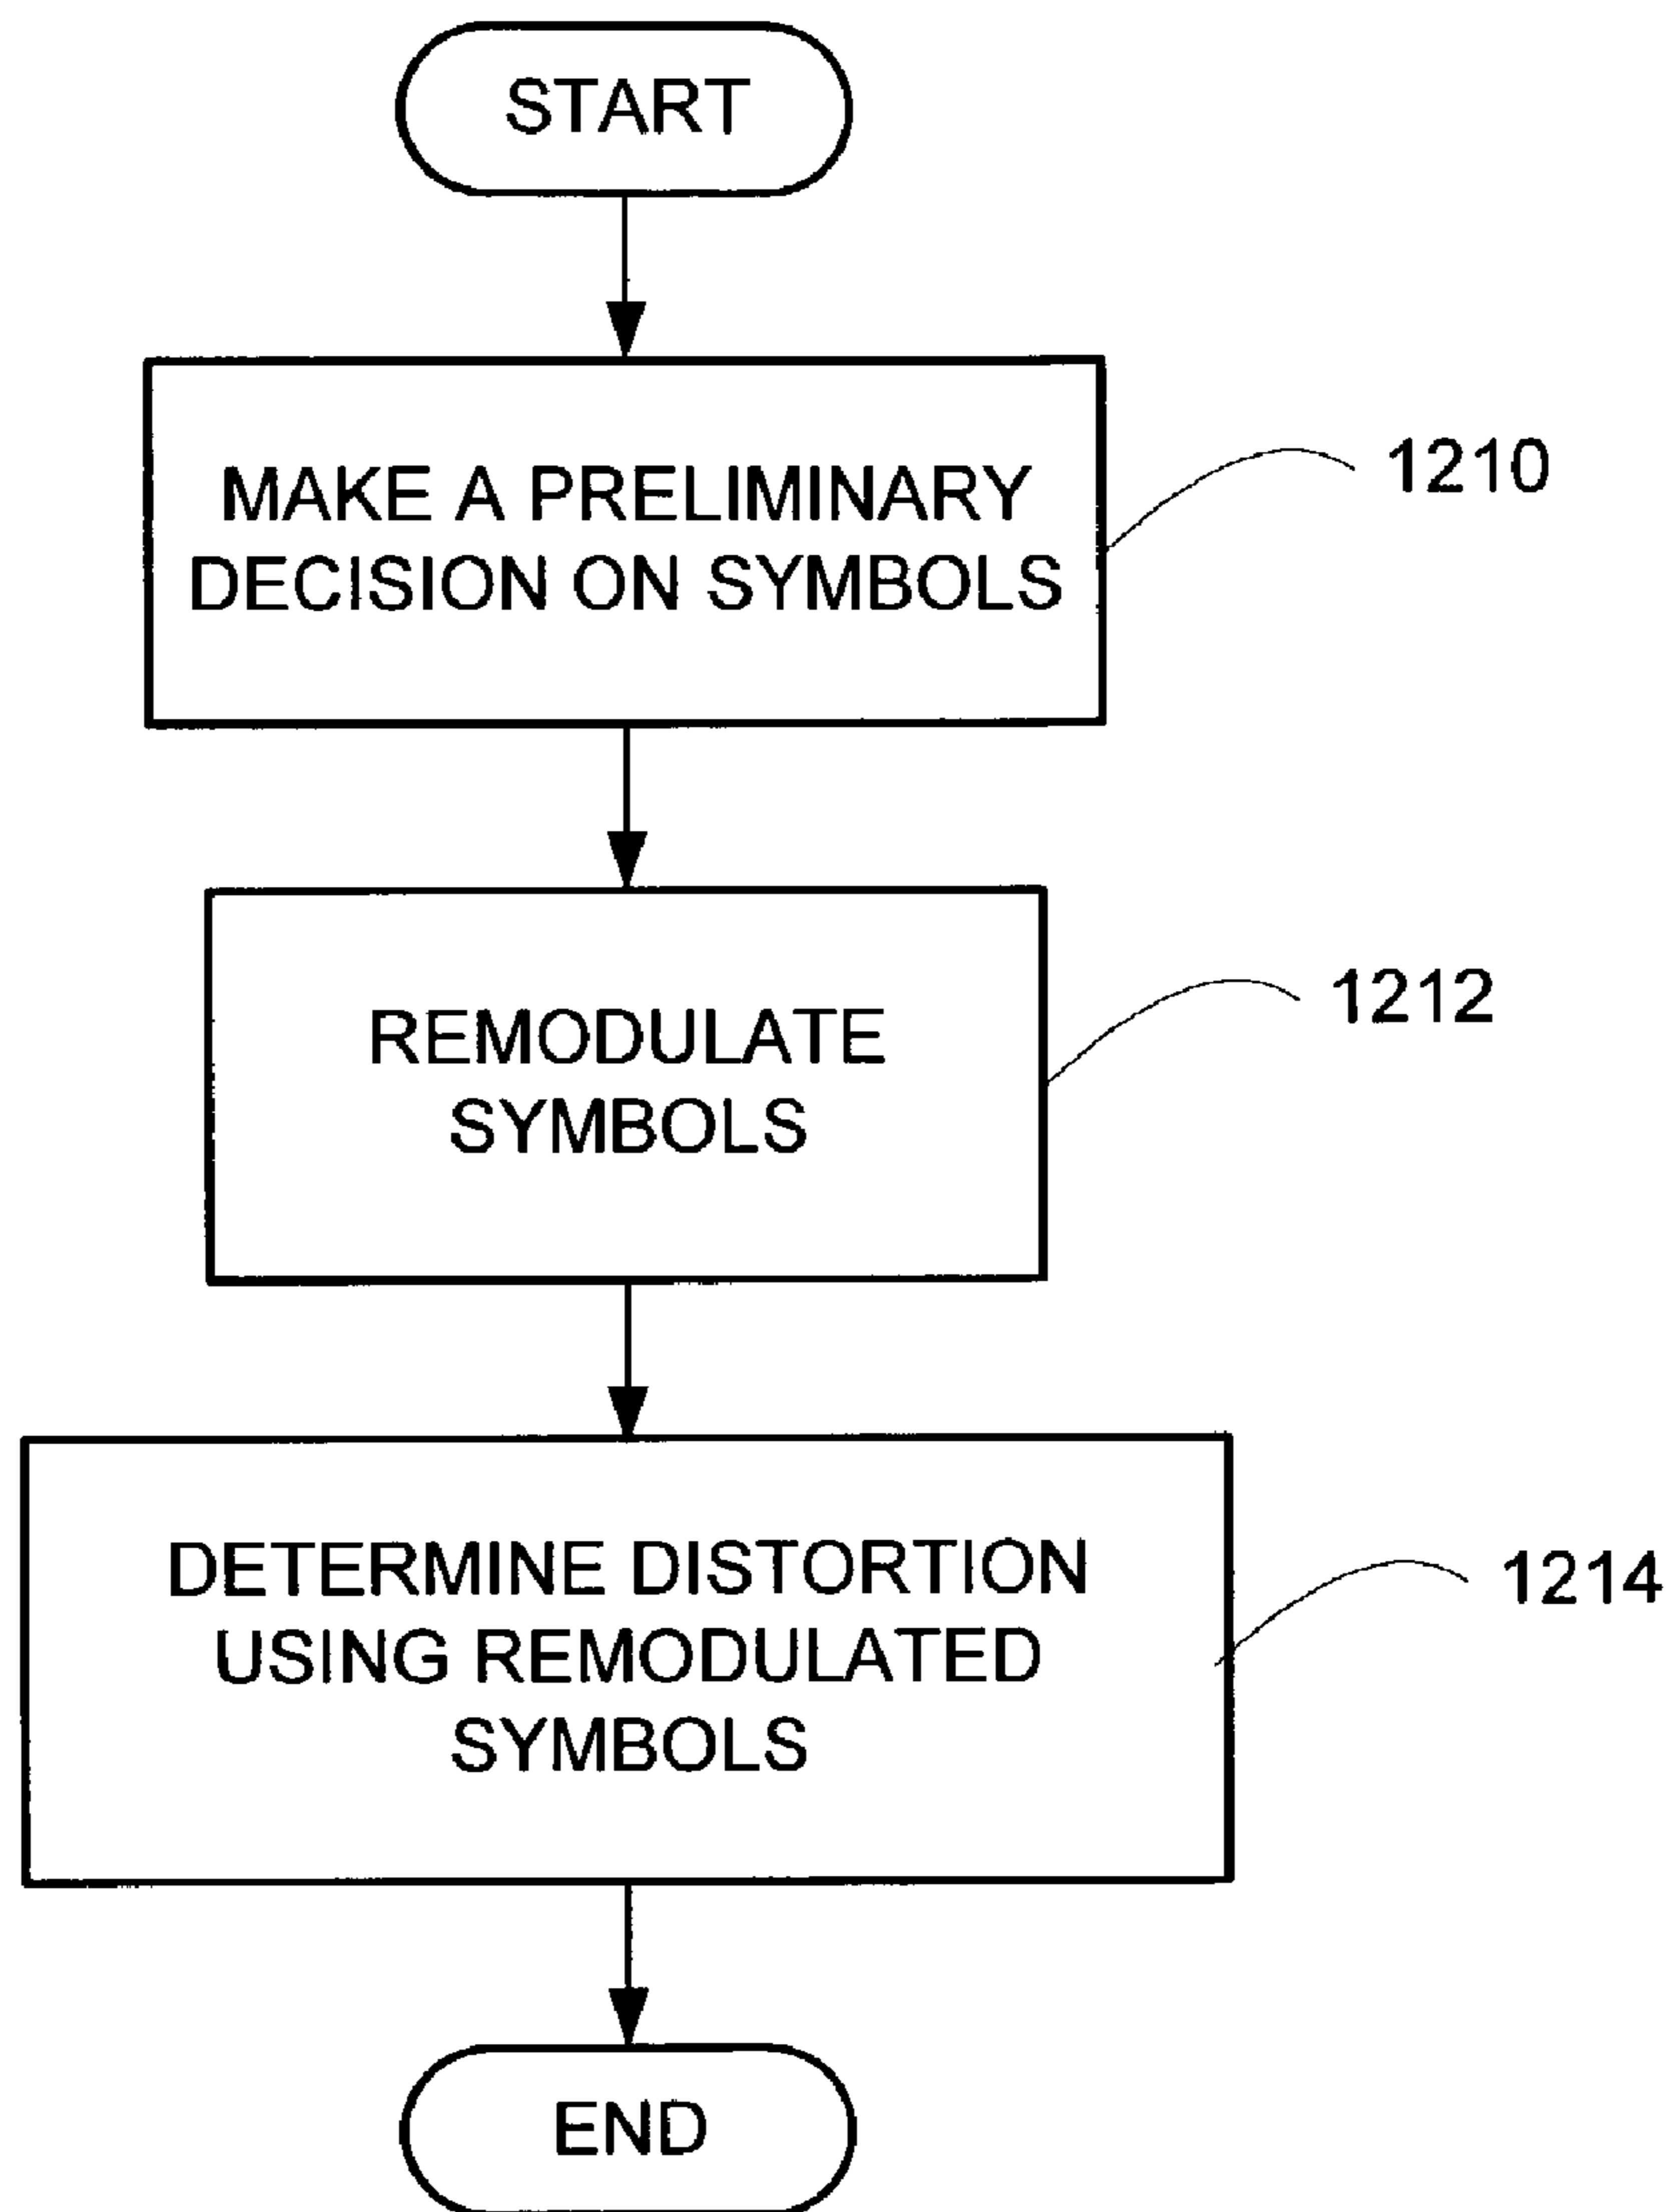 START
MAKE A PRELIMINARY
DECISION ON SYMBOLS
1210
REMODULATE
SYMBOLS
1212
DETERMINE DISTORTION
USING REMODULATED
SYMBOLS
1214
END